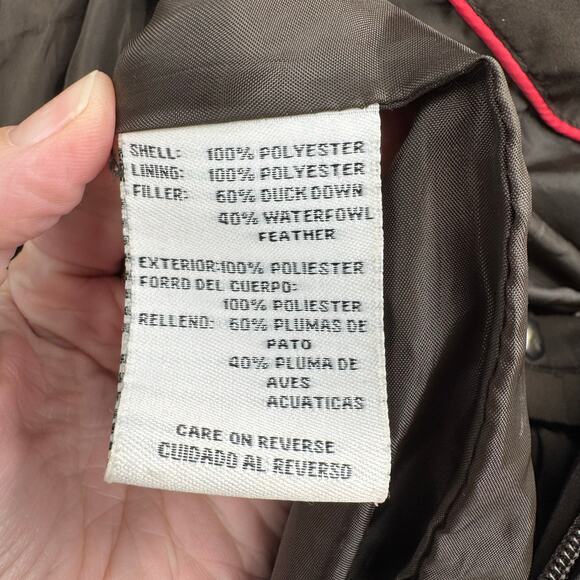 SHELL: 100% POLYESTER
LINING: 100% POLYESTER
FILLER: 60% DUCK DOWN
40% WATERFOWL
FEATHER
EXTERIOR: 100% POLIESTER
FORRO DEL CUERPO:
100% POLIESTER
RELLENO: 60% PLUMAS DE
PATO
40% PLUMA DE
AVES
ACUATICAS
CARE ON REVERSE
CUIDADO AL REVERSO